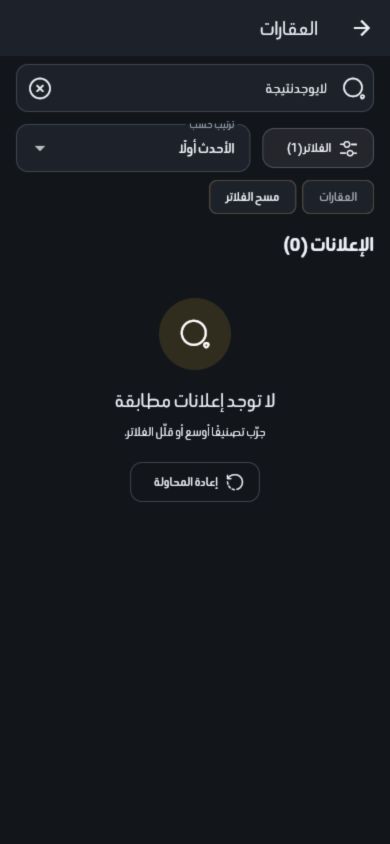 العقارات
لايوجدنتيجة
ترتيب حسب
الفلاتر(1)
الأحدث أولًا
العقارات
مسح الفلاتر
الإعلانات (0)
لا توجد إعلانات مطابقة
جرّب تصنيفًا أوسع أو قلّل الفلاتر.
إعادة المحاولة